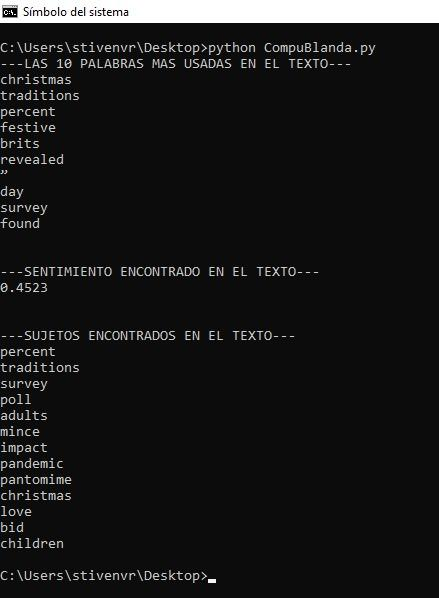 Símbolo del sistema
C:\Users\stivenvr\Desktop>python CompuBlanda.py
---LAS 10 PALABRAS MAS USADAS EN EL TEXTO---
christmas
traditions
percent
festive
brits
revealed
”
day
survey
found
---SENTIMIENTO ENCONTRADO EN EL TEXTO---
0.4523
---SUJETOS ENCONTRADOS EN EL TEXTO---
percent
traditions
survey
poll
adults
mince
impact
pandemic
pantomime
christmas
love
bid
children
C:\Users\stivenvr\Desktop>